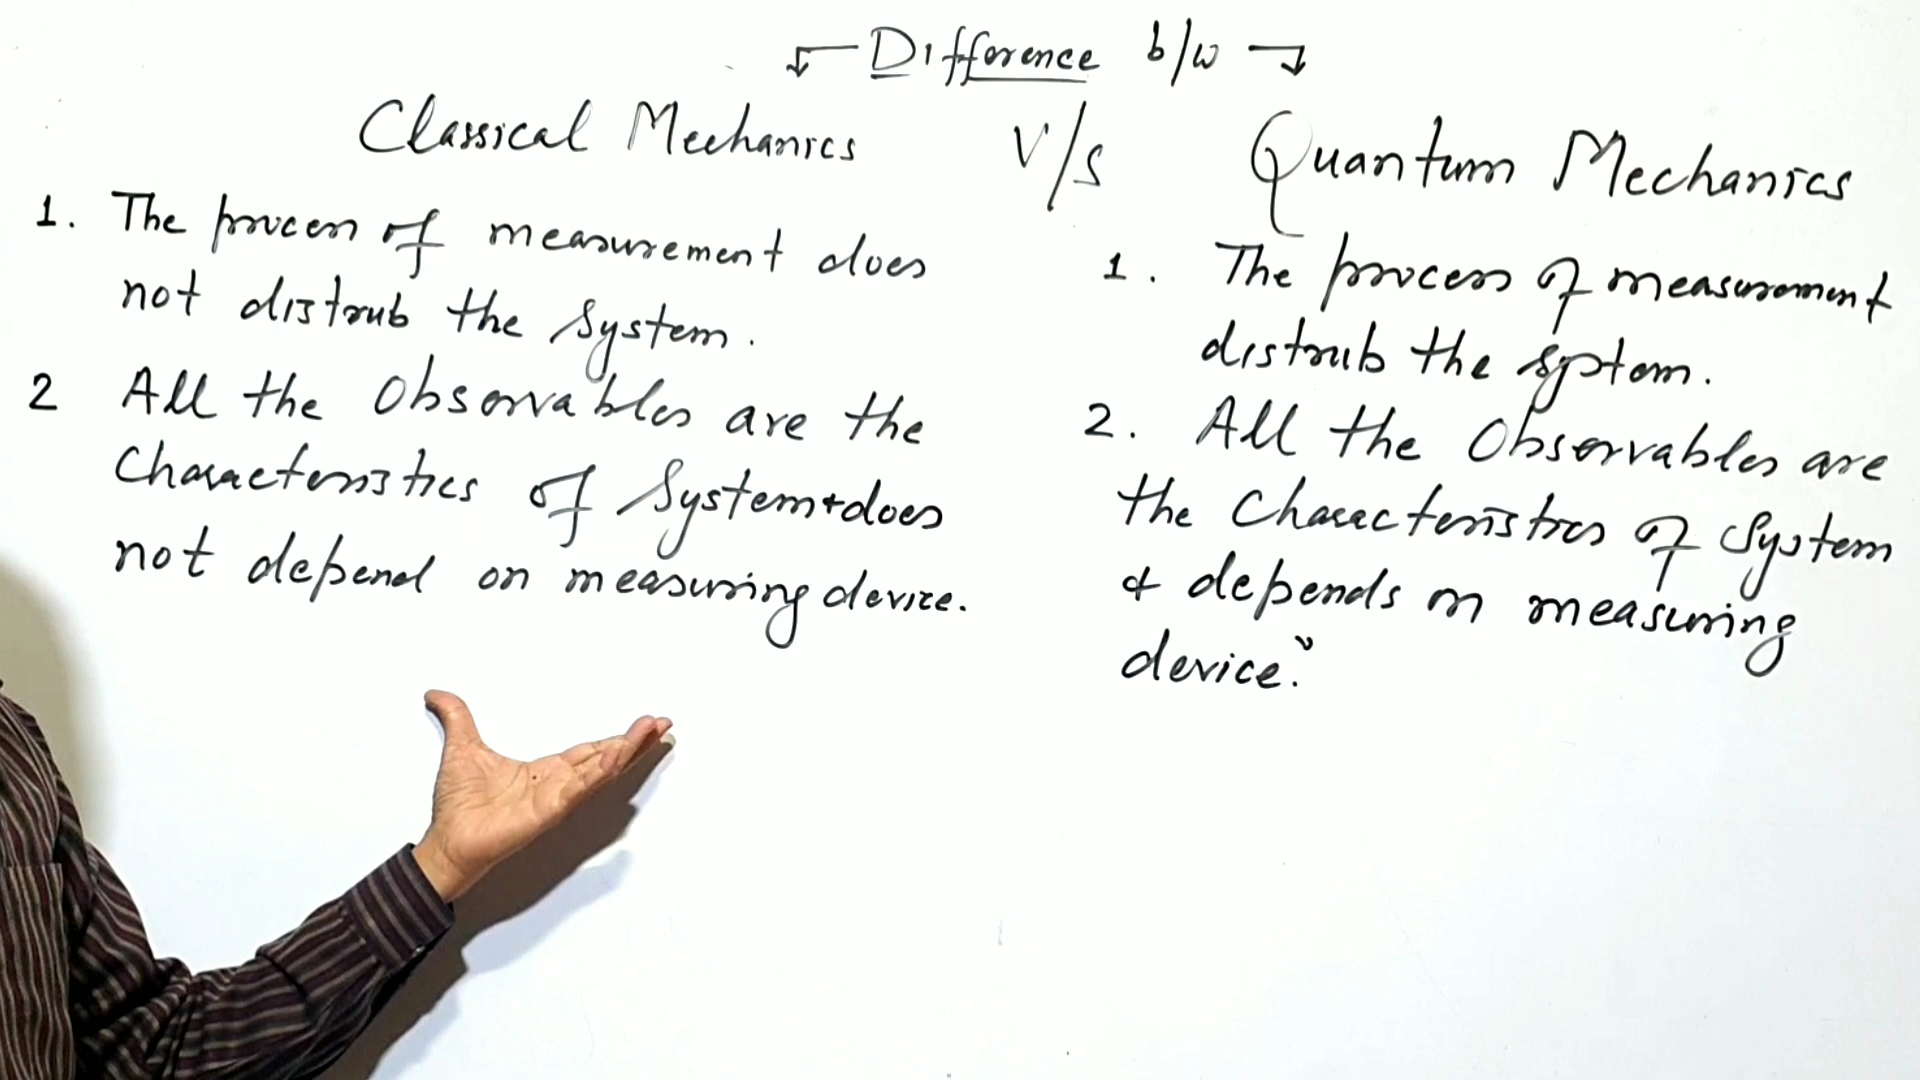 Difference b/w
Classical Mechanics V/s Quantum Mechanics
1. The process of measurement does
not distrub the system.
2 All the Observables are the
Characteristics of System & does
not depend on measuring device.
1. The process of measurement
distrub the system.
2. All the Observables are
the Characteristics of System
& depends on measuring
device.